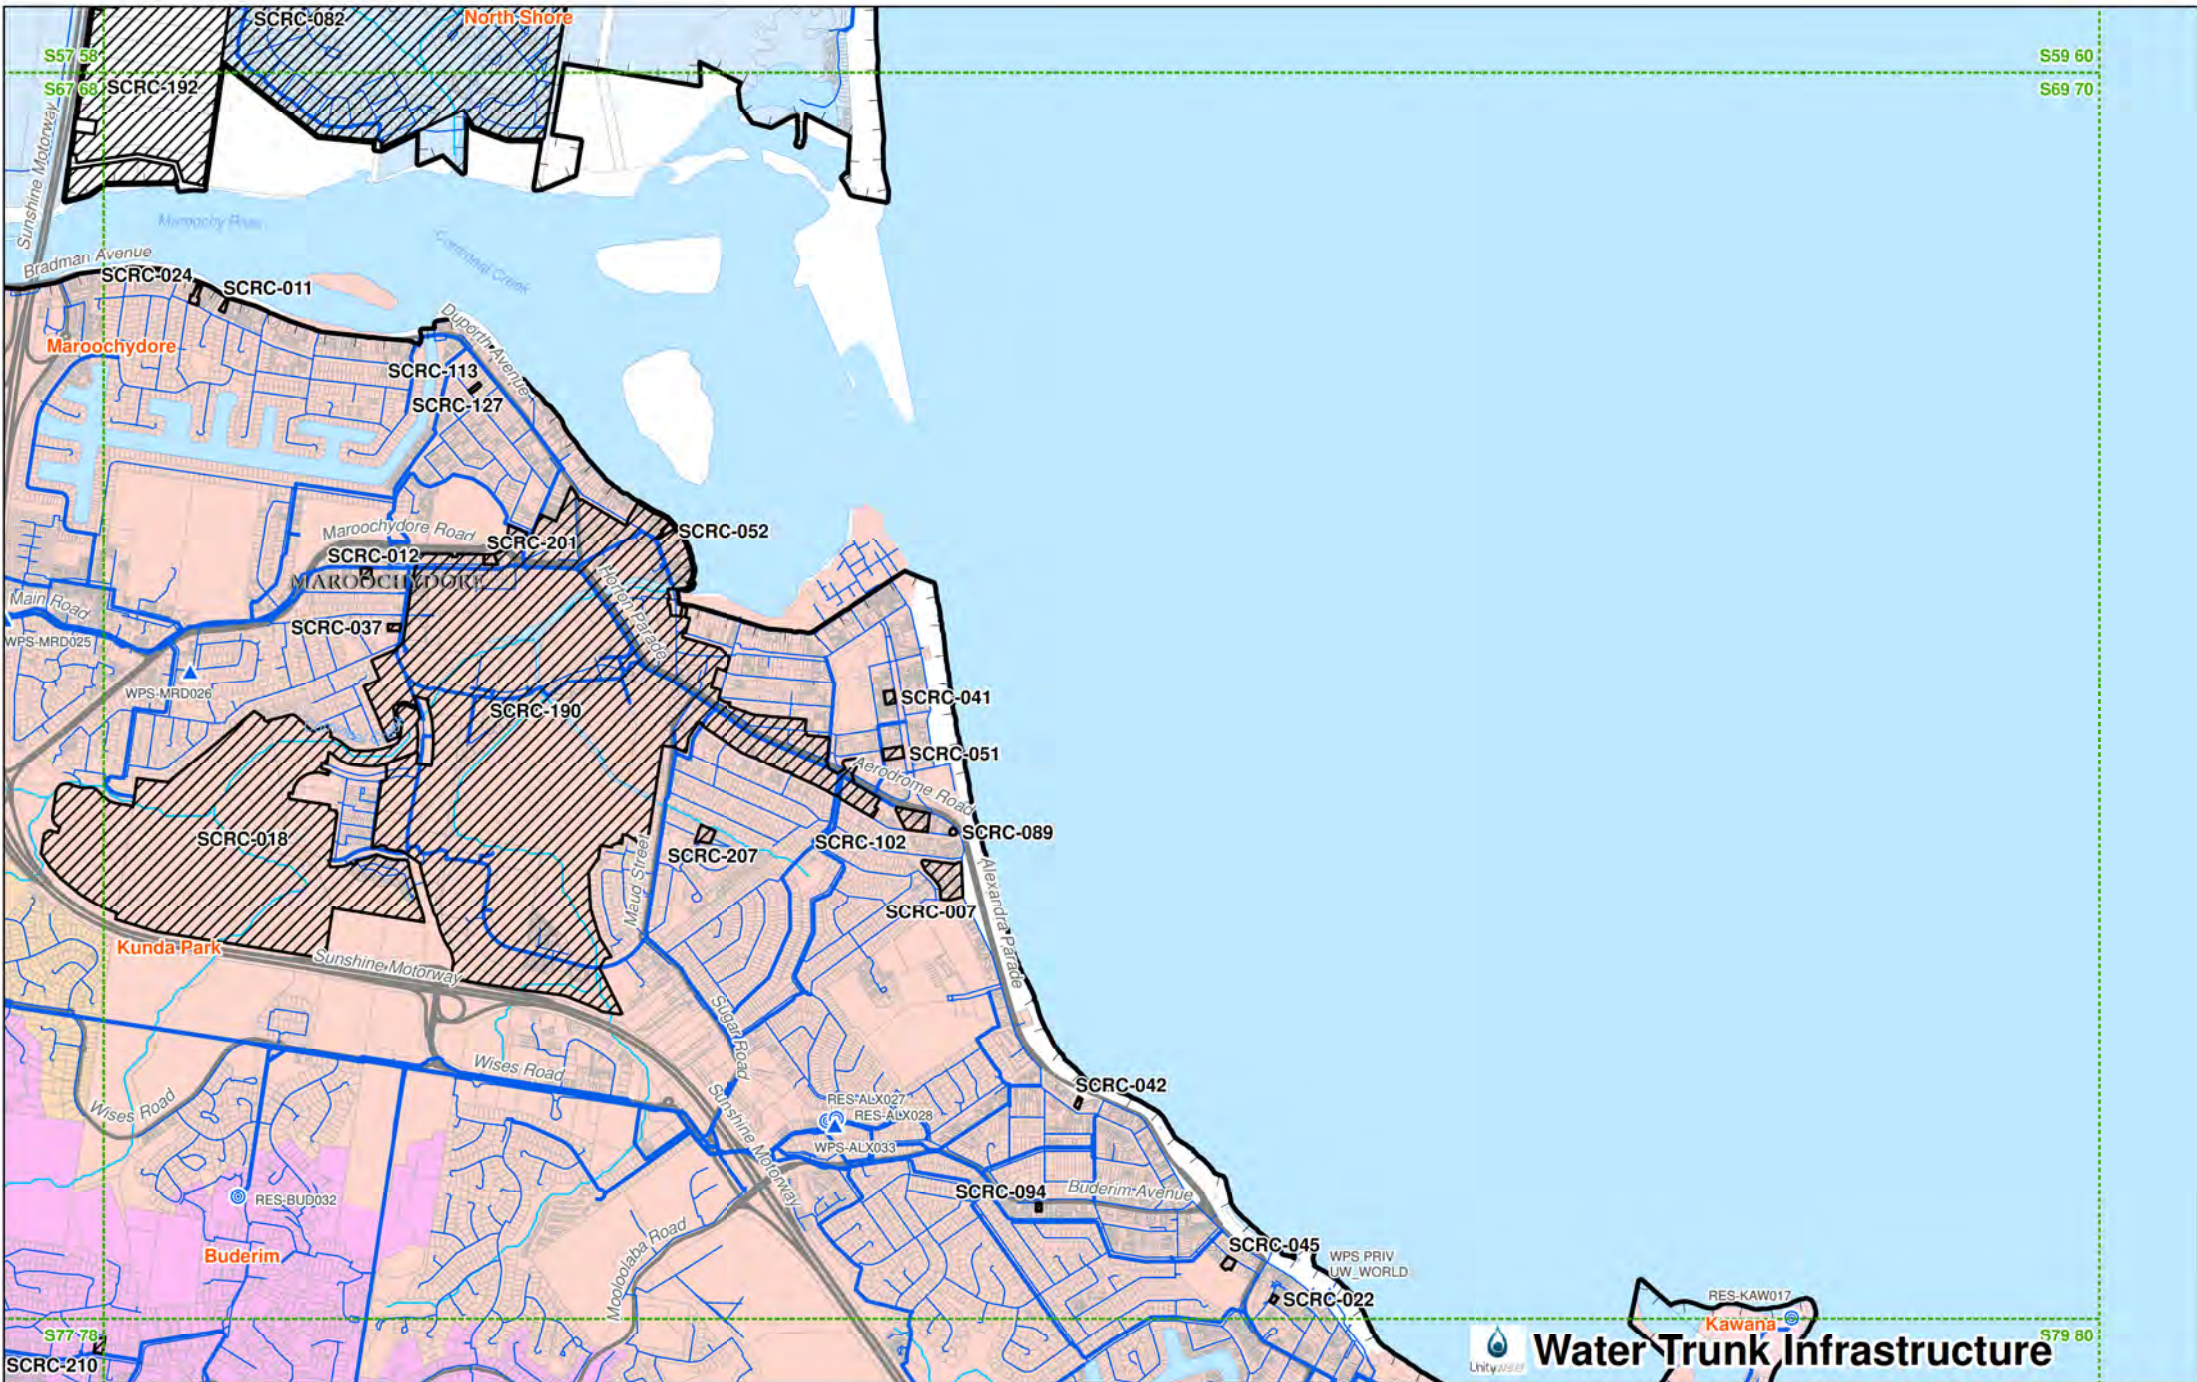 SCRC-082
North Shore
S57 58
S59 60
S67 68
SCRC-192
S69 70
Sunshine Motorway
Maroochy River
Cornmeal Creek
Bradman Avenue
SCRC-024
SCRC-011
Maroochydore
Duporth Avenue
SCRC-113
SCRC-127
Maroochydore Road
SCRC-201
SCRC-052
SCRC-012
MAROOCHYDORE
Horton Parade
Main Road
SCRC-037
WPS-MRD025
WPS-MRD026
SCRC-041
SCRC-190
SCRC-051
Aerodrome Road
SCRC-018
SCRC-102
SCRC-089
SCRC-207
Maud Street
SCRC-007
Alexandra Parade
Kunda Park
Sunshine Motorway
Sugar Road
Wises Road
Wises Road
SCRC-042
RES-ALX027
RES-ALX028
WPS-ALX033
Sunshine Motorway
SCRC-094
Buderim Avenue
RES-BUD032
Buderim
Mooloolaba Road
SCRC-045
WPS PRIV
UW_WORLD
SCRC-022
RES-KAW017
Kawana
S77 78
S79 80
SCRC-210
Unitywater
Water Trunk Infrastructure